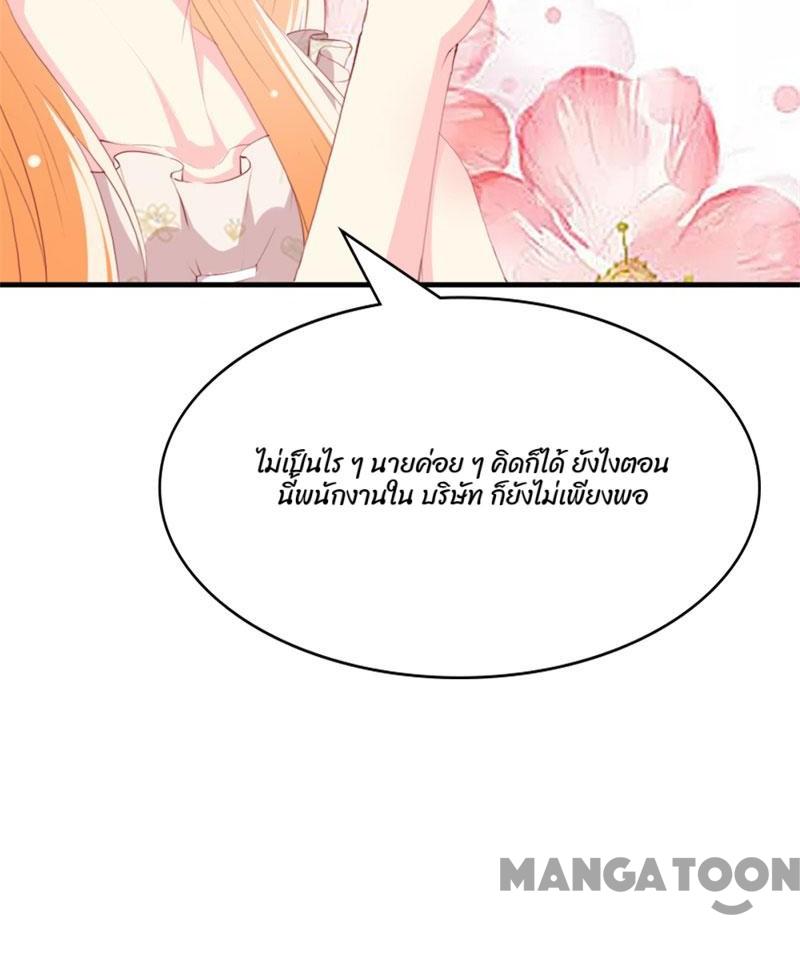 ไม่เป็นไร ๆ นายค่อย ๆ คิดก็ได้ ยังไงตอน
นี้พนักงานใน บริษัท ก็ยังไม่เพียงพอ
MANGATOON